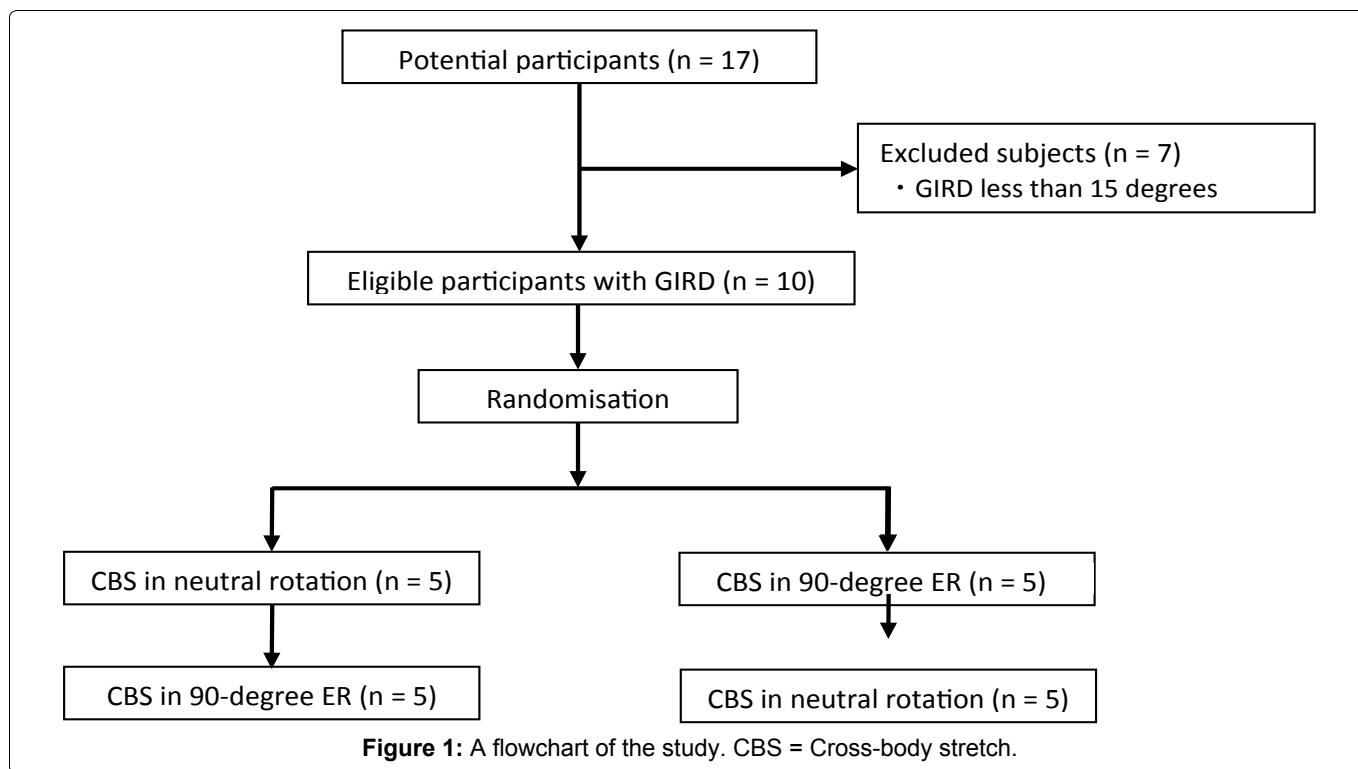 Potential participants (n = 17)
Excluded subjects (n = 7)
・GIRD less than 15 degrees
Eligible participants with GIRD (n = 10)
Randomisation
CBS in neutral rotation (n = 5)
CBS in 90-degree ER (n = 5)
CBS in 90-degree ER (n = 5)
CBS in neutral rotation (n = 5)
Figure 1: A flowchart of the study. CBS = Cross-body stretch.